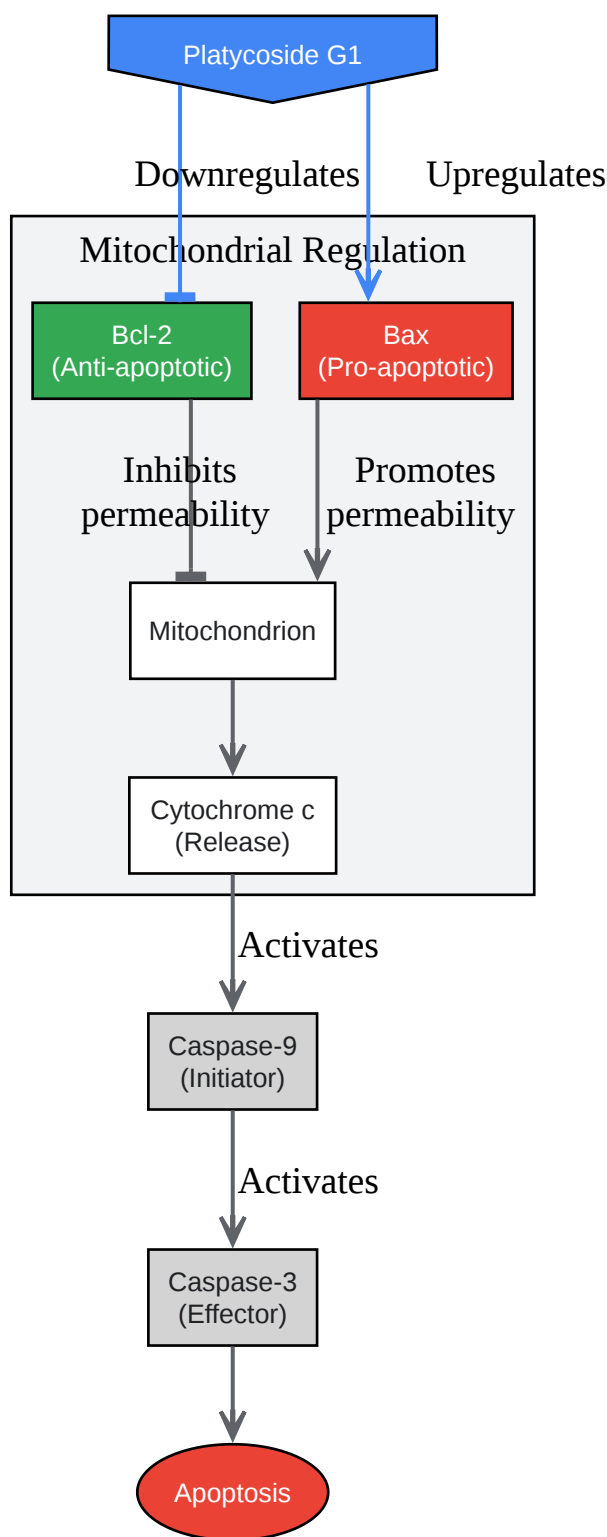 Platycoside G1
Downregulates
Upregulates
Mitochondrial Regulation
Bcl-2
(Anti-apoptotic)
Bax
(Pro-apoptotic)
Inhibits
permeability
Promotes
permeability
Mitochondrion
Cytochrome c
(Release)
Activates
Caspase-9
(Initiator)
Activates
Caspase-3
(Effector)
Apoptosis